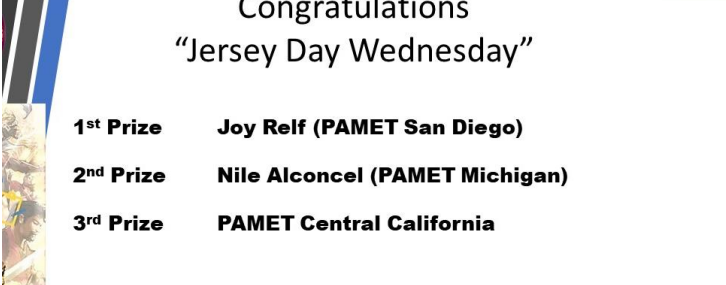 Congratulations
“Jersey Day Wednesday”
1st Prize Joy Relf (PAMET San Diego)
2nd Prize Nile Alconcel (PAMET Michigan)
3rd Prize PAMET Central California